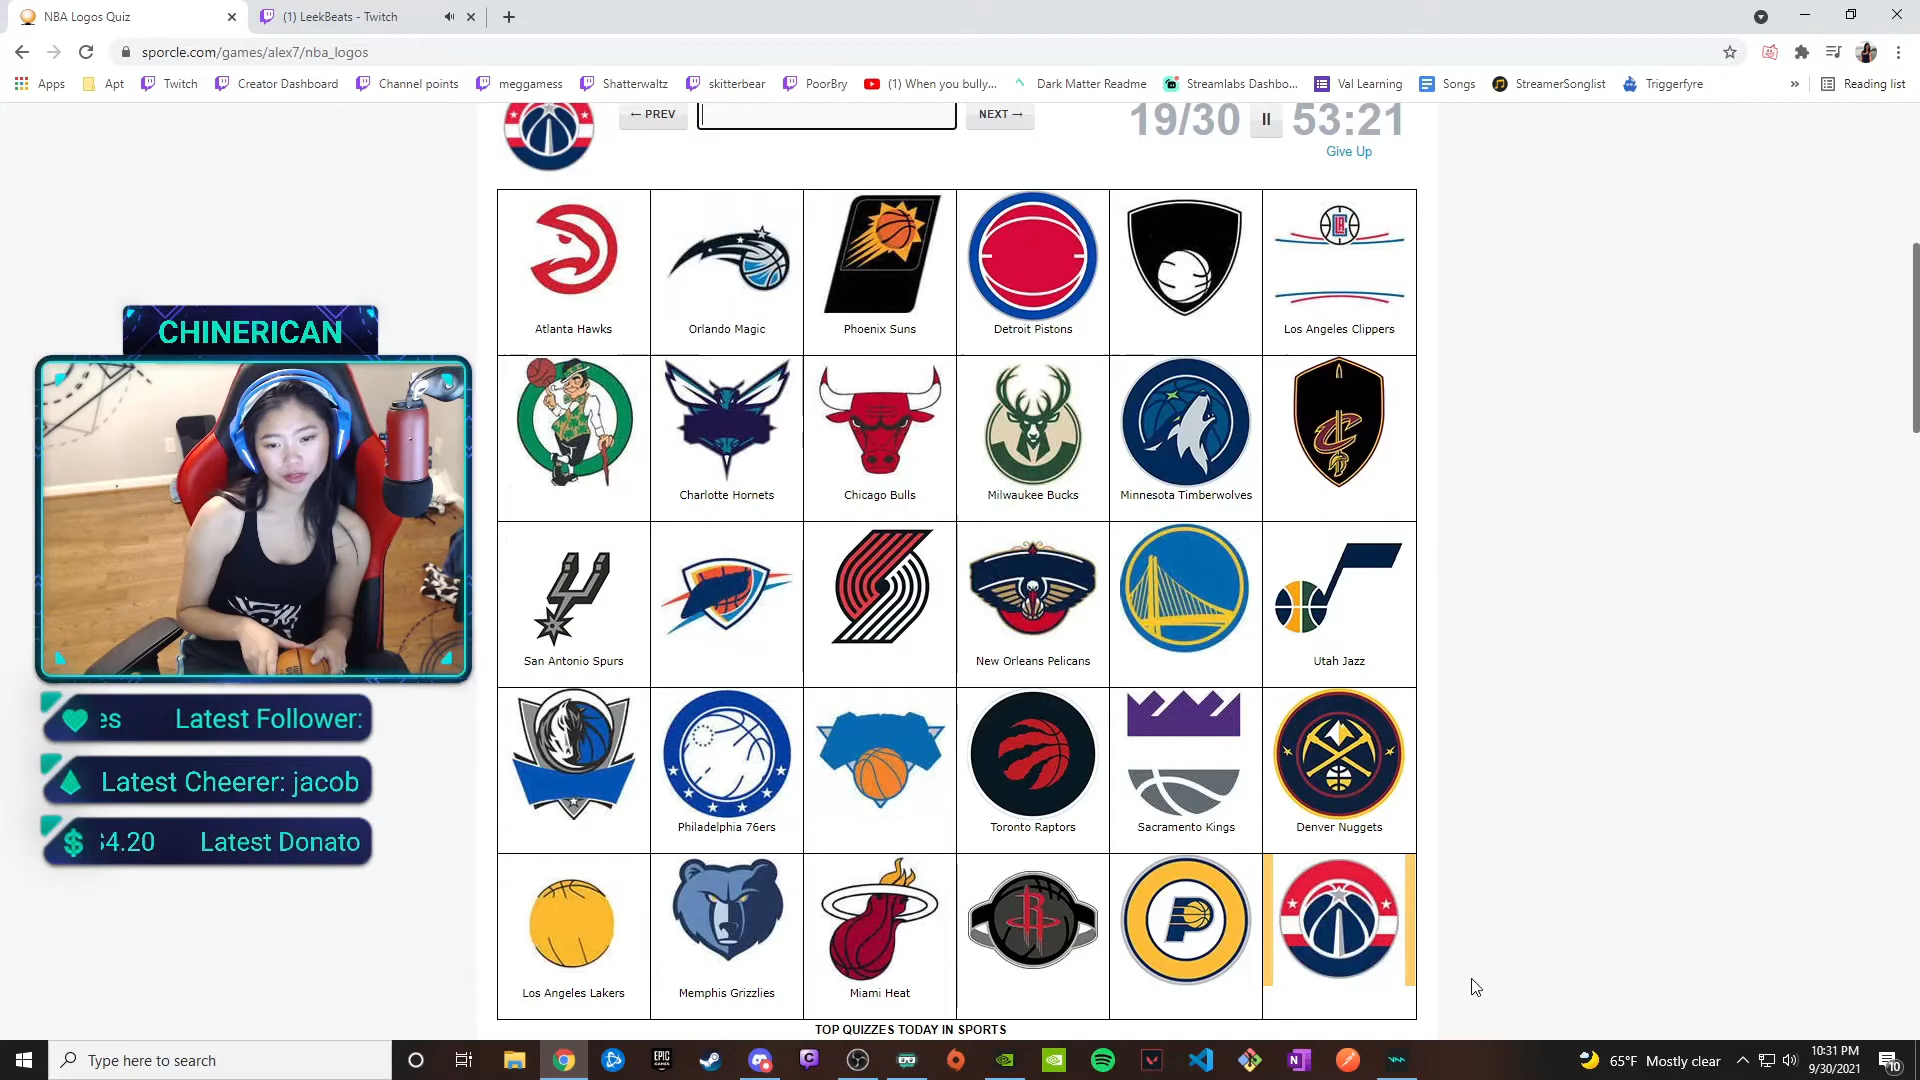 NBA Logos Quiz
(1) LeekBeats - Twitch
sporcle.com/games/alex7/nba_logos
Apps
Apt
Twitch
Creator Dashboard
Channel points
meggamess
Shatterwaltz
skitterbear
PoorBry
(1) When you bully...
Dark Matter Readme
Streamlabs Dashbo...
Val Learning
Songs
StreamerSonglist
Triggerfyre
»
Reading list
← PREV
NEXT →
19/30
53:21
Give Up
Atlanta Hawks
Orlando Magic
Phoenix Suns
Detroit Pistons
Los Angeles Clippers
Charlotte Hornets
Chicago Bulls
Milwaukee Bucks
Minnesota Timberwolves
San Antonio Spurs
New Orleans Pelicans
Utah Jazz
Philadelphia 76ers
Toronto Raptors
Sacramento Kings
Denver Nuggets
Los Angeles Lakers
Memphis Grizzlies
Miami Heat
TOP QUIZZES TODAY IN SPORTS
CHINERICAN
es Latest Follower:
Latest Cheerer: jacob
$4.20 Latest Donato
Type here to search
EPIC GAMES
65°F Mostly clear
10:31 PM
9/30/2021
10